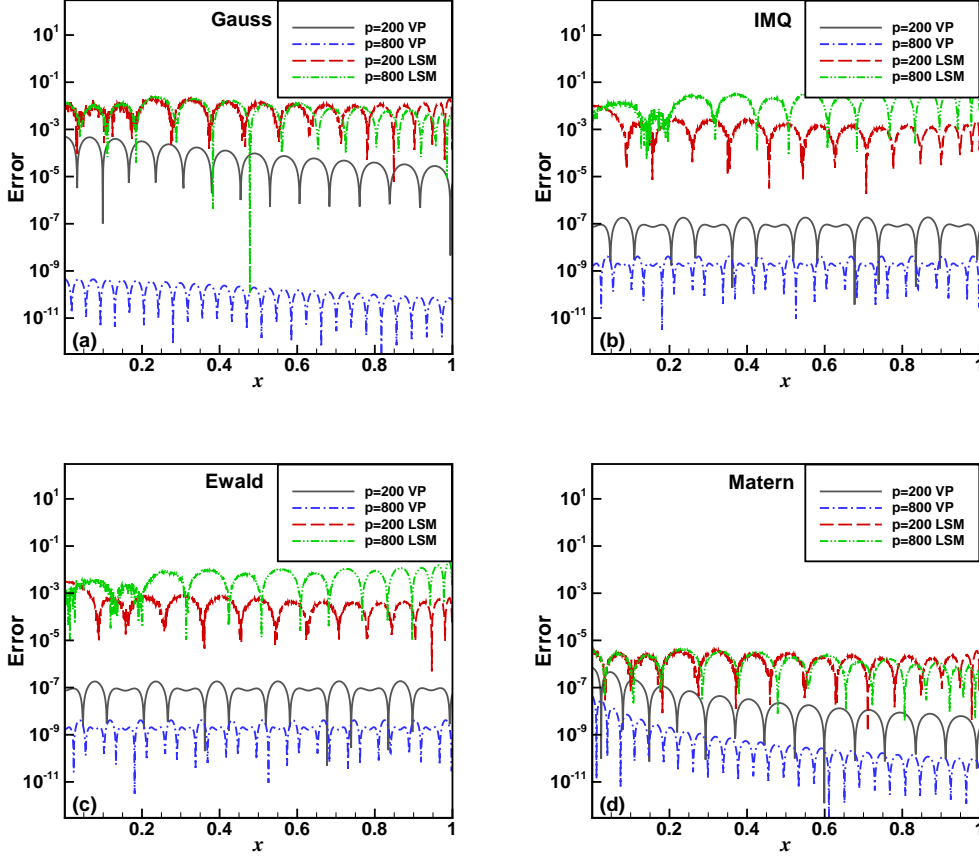 Gauss
p=200 VP
p=800 VP
p=200 LSM
p=800 LSM
10^1
10^-1
10^-3
10^-5
10^-7
10^-9
10^-11
Error
(a)
0.2 0.4 0.6 0.8 1
x
IMQ
p=200 VP
p=800 VP
p=200 LSM
p=800 LSM
10^1
10^-1
10^-3
10^-5
10^-7
10^-9
10^-11
Error
(b)
0.2 0.4 0.6 0.8 1
x
Ewald
p=200 VP
p=800 VP
p=200 LSM
p=800 LSM
10^1
10^-1
10^-3
10^-5
10^-7
10^-9
10^-11
Error
(c)
0.2 0.4 0.6 0.8 1
x
Matern
p=200 VP
p=800 VP
p=200 LSM
p=800 LSM
10^1
10^-1
10^-3
10^-5
10^-7
10^-9
10^-11
Error
(d)
0.2 0.4 0.6 0.8 1
x